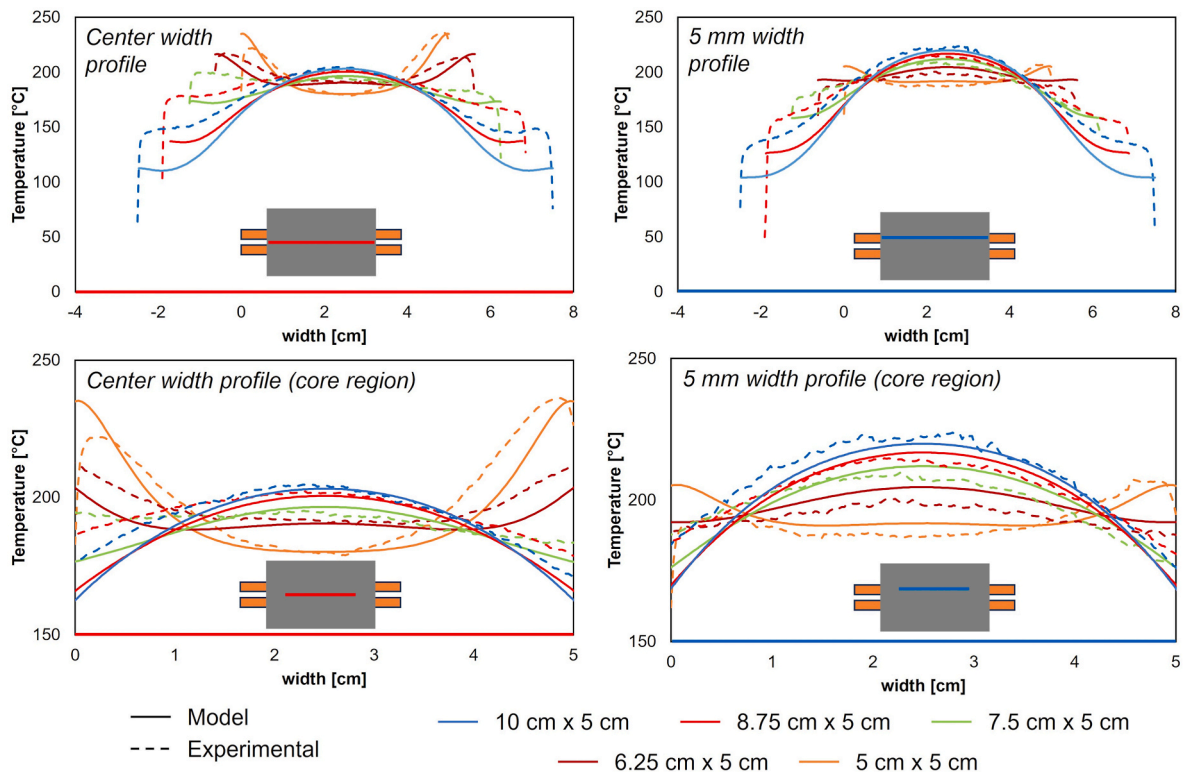 Center width
profile
Temperature [°C]
250
200
150
100
50
0
-4
-2
0
2
4
6
8
width [cm]
5 mm width
profile
Temperature [°C]
250
200
150
100
50
0
-4
-2
0
2
4
6
8
width [cm]
Center width profile (core region)
Temperature [°C]
250
200
150
0
1
2
3
4
5
width [cm]
5 mm width profile (core region)
Temperature [°C]
250
200
150
0
1
2
3
4
5
width [cm]
Model
Experimental
10 cm x 5 cm
8.75 cm x 5 cm
7.5 cm x 5 cm
6.25 cm x 5 cm
5 cm x 5 cm